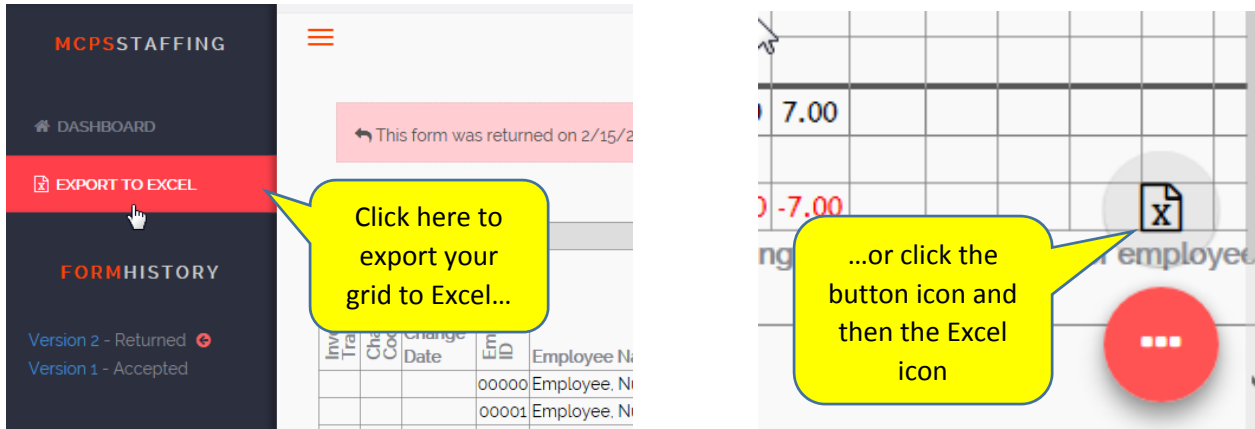 MCPSSTAFFING
DASHBOARD
EXPORT TO EXCEL
FORMHISTORY
Version 2 - Returned
Version 1 - Accepted
This form was returned on 2/15/2
Click here to
export your
grid to Excel…
Change
Date
ID
Employee Na
00000 Employee, Nu
00001 Employee, Nu
7.00
-7.00
X
employee
…or click the
button icon and
then the Excel
icon